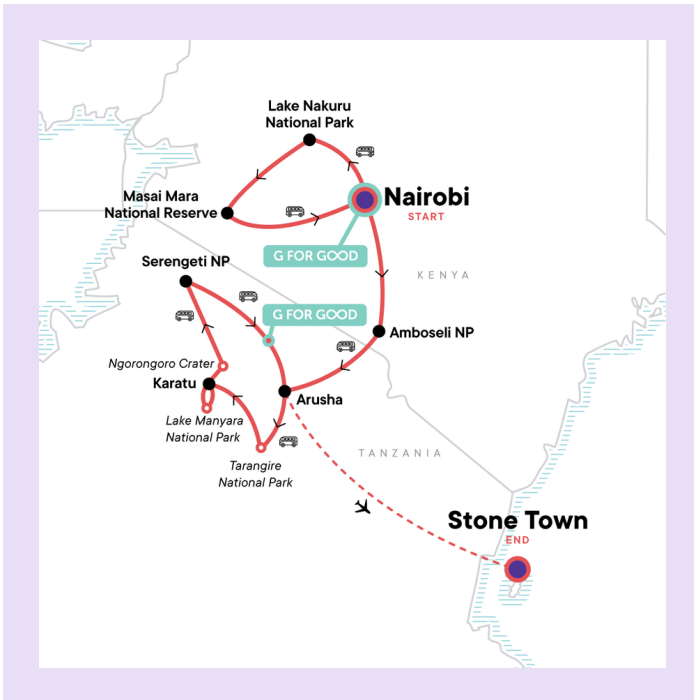 Lake Nakuru
National Park
Masai Mara
National Reserve
Nairobi
START
G FOR GOOD
Serengeti NP
KENYA
G FOR GOOD
Amboseli NP
Ngorongoro Crater
Karatu
Arusha
Lake Manyara
National Park
TANZANIA
Tarangire
National Park
Stone Town
END